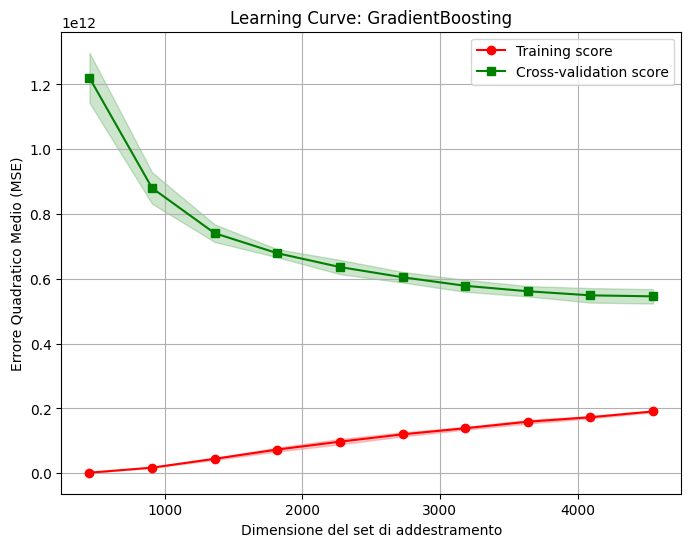 Learning Curve: GradientBoosting
1e12
Training score
Cross-validation score
1.2
1.0
0.8
0.6
0.4
0.2
0.0
Errore Quadratico Medio (MSE)
1000
2000
3000
4000
Dimensione del set di addestramento